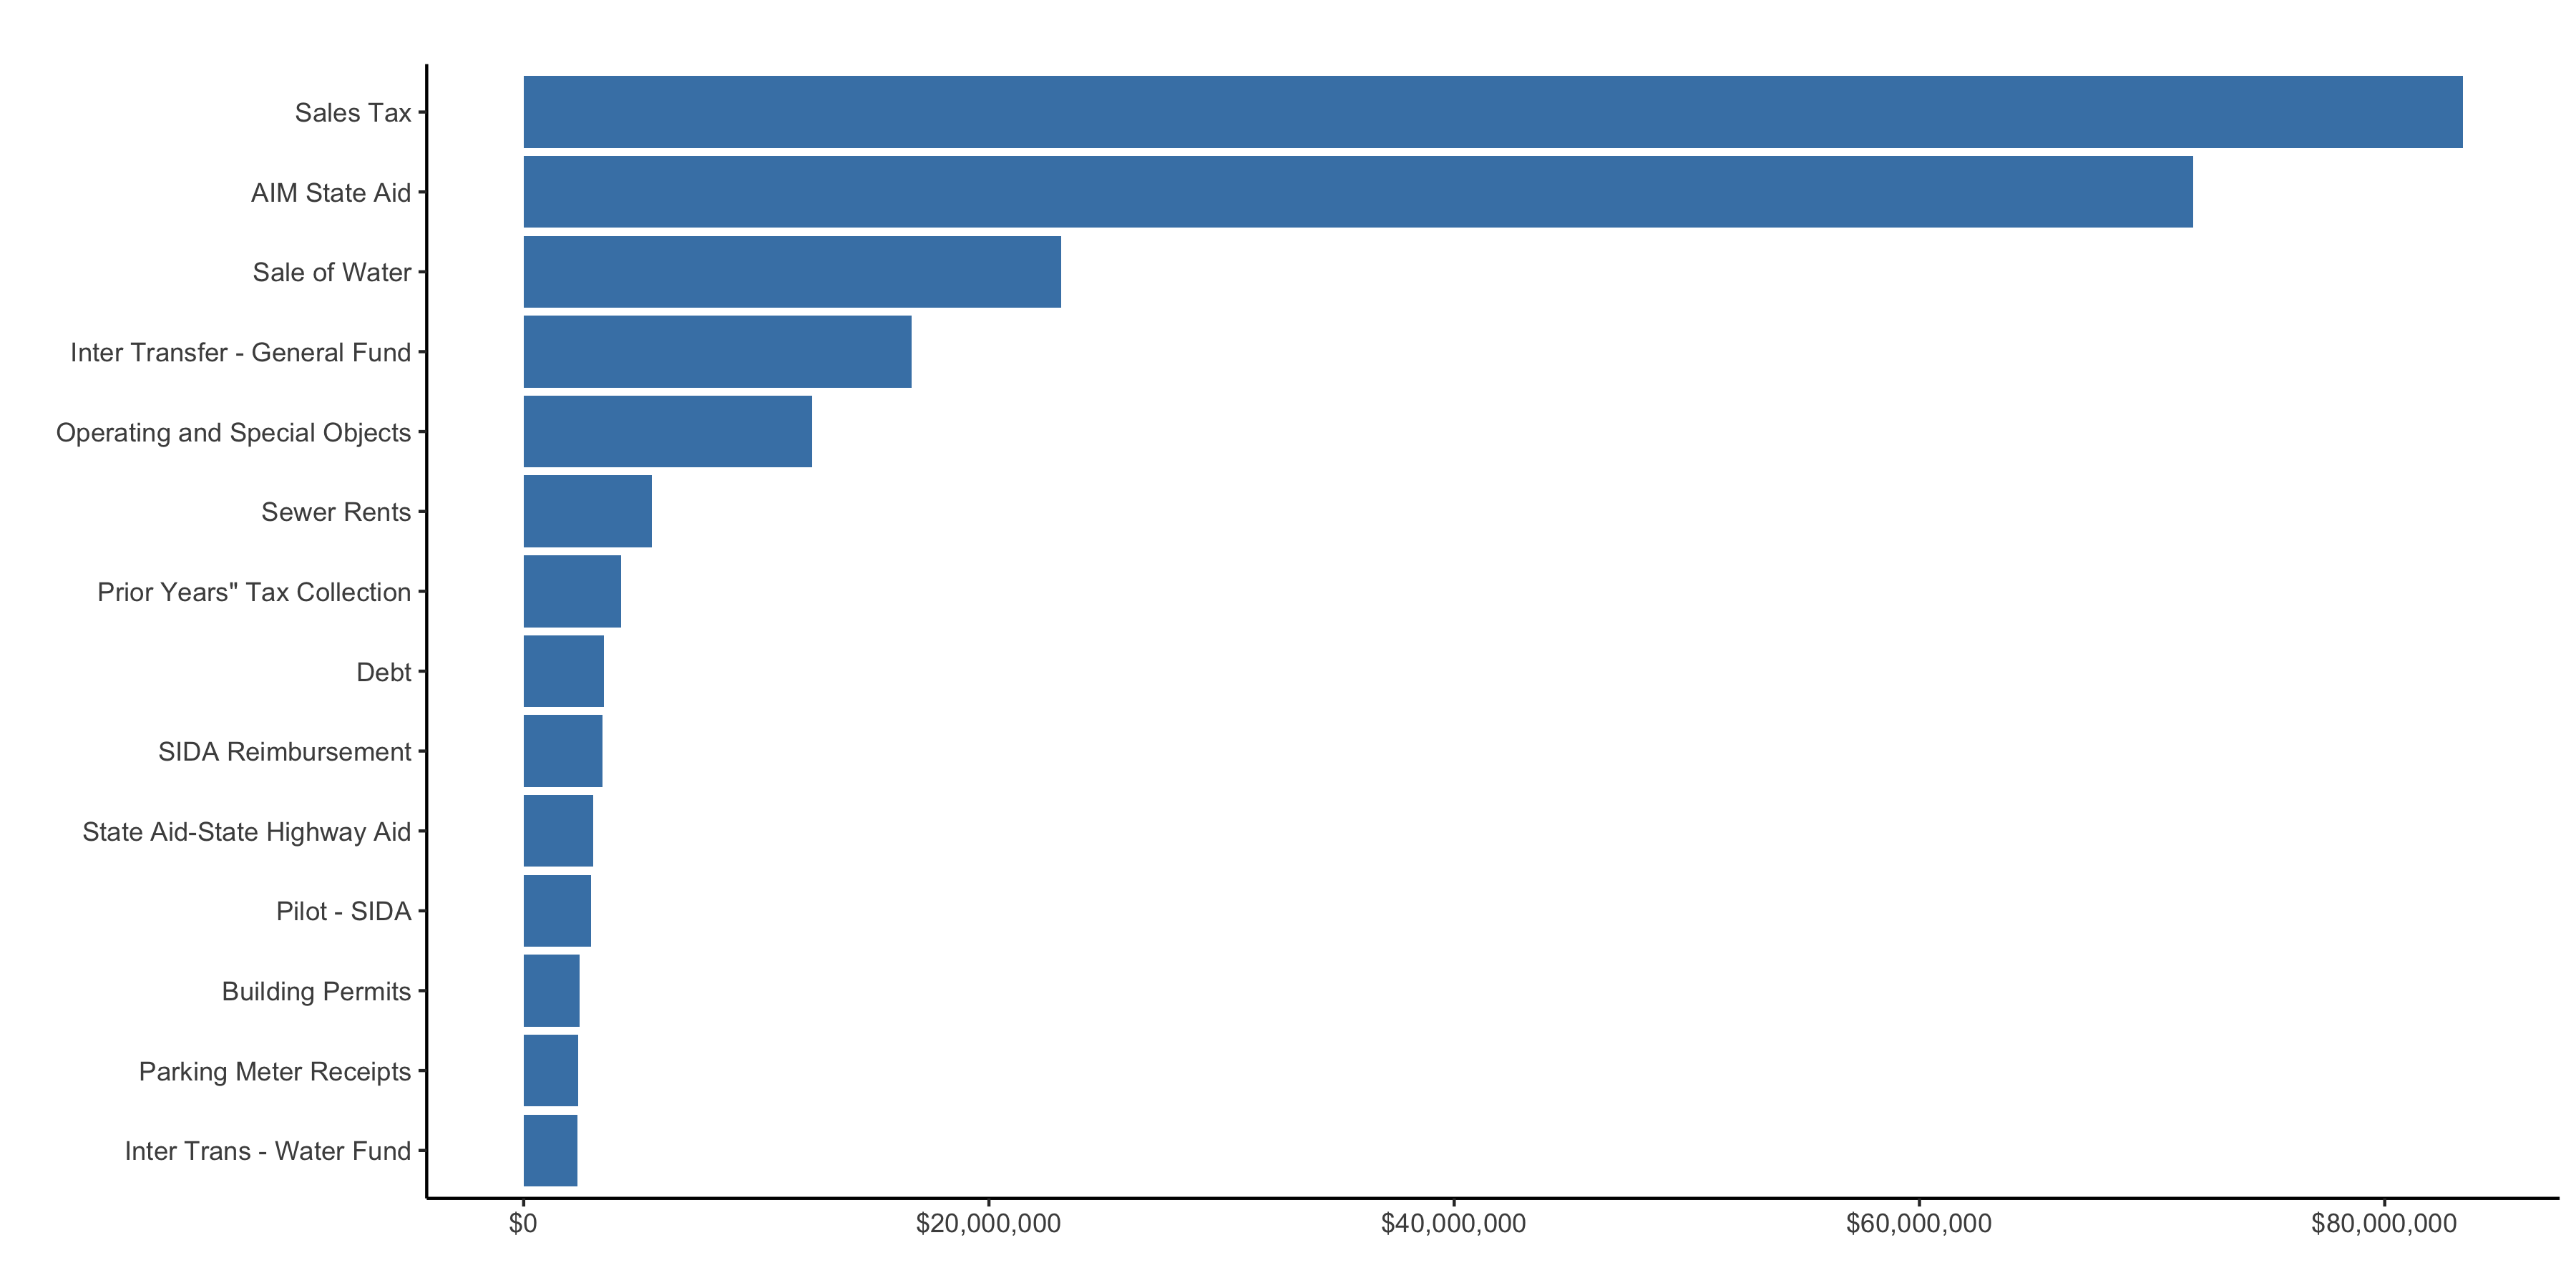 Sales Tax
AIM State Aid
Sale of Water
Inter Transfer - General Fund
Operating and Special Objects
Sewer Rents
Prior Years" Tax Collection
Debt
SIDA Reimbursement
State Aid-State Highway Aid
Pilot - SIDA
Building Permits
Parking Meter Receipts
Inter Trans - Water Fund
$0 $20,000,000 $40,000,000 $60,000,000 $80,000,000